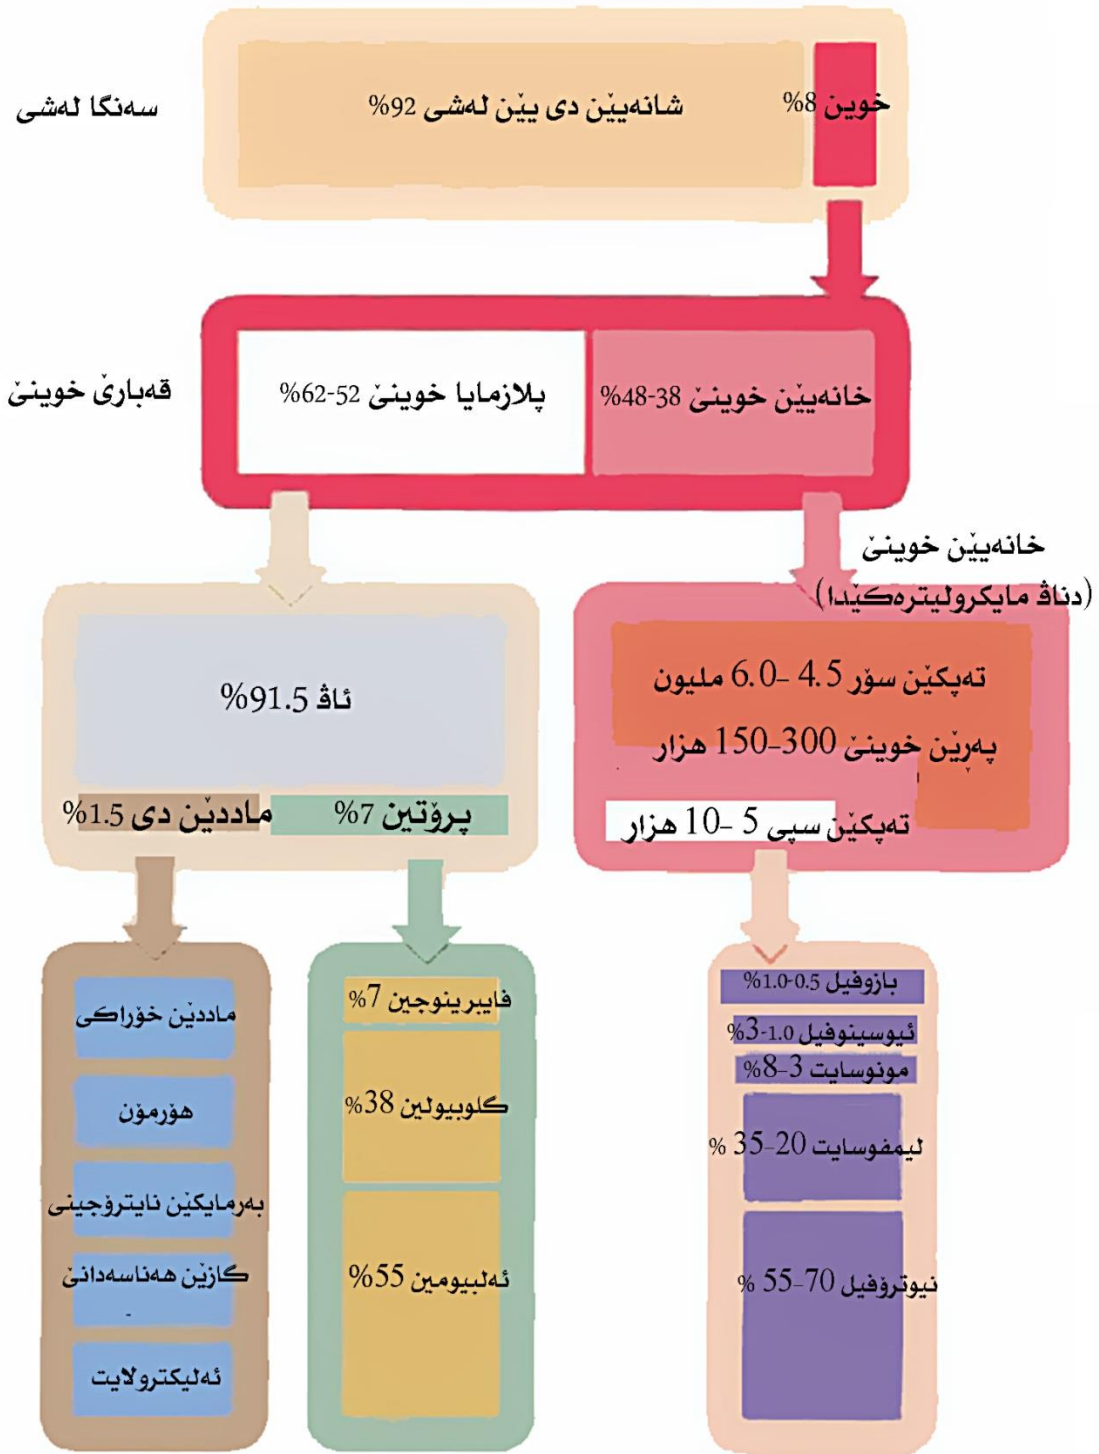 سەنگا لەشی
خوین 8%
شانەیێن دی یێن لەشی 92%
قەبارێ خوینێ
خانەیێن خوینێ 38-48%
پلازمایا خوینێ 52-62%
خانەیێن خوینێ
(دناڤ مایکرولیترەکێدا)
تەپکێن سۆر 4.5 –6.0 ملیون
پەڕێن خوینێ 300–150 هزار
تەپکێن سپی 5 –10 هزار
ئاڤ 91.5%
پرۆتین 7%
ماددێن دی 1.5%
بازوفیل 0.5-1.0%
ئیوسینوفیل 1.0-3%
مونوسایت 3–8%
لیمفوسایت 20–35 %
نیوترۆفیل 70–55 %
فایبرینوجین 7%
گلوبیولین 38%
ئەلبیومین 55%
ماددێن خۆراکی
هۆرمۆن
بەرمایکێن نایترۆجینی
گازێن هەناسەدانێ
ئەلیکترولایت